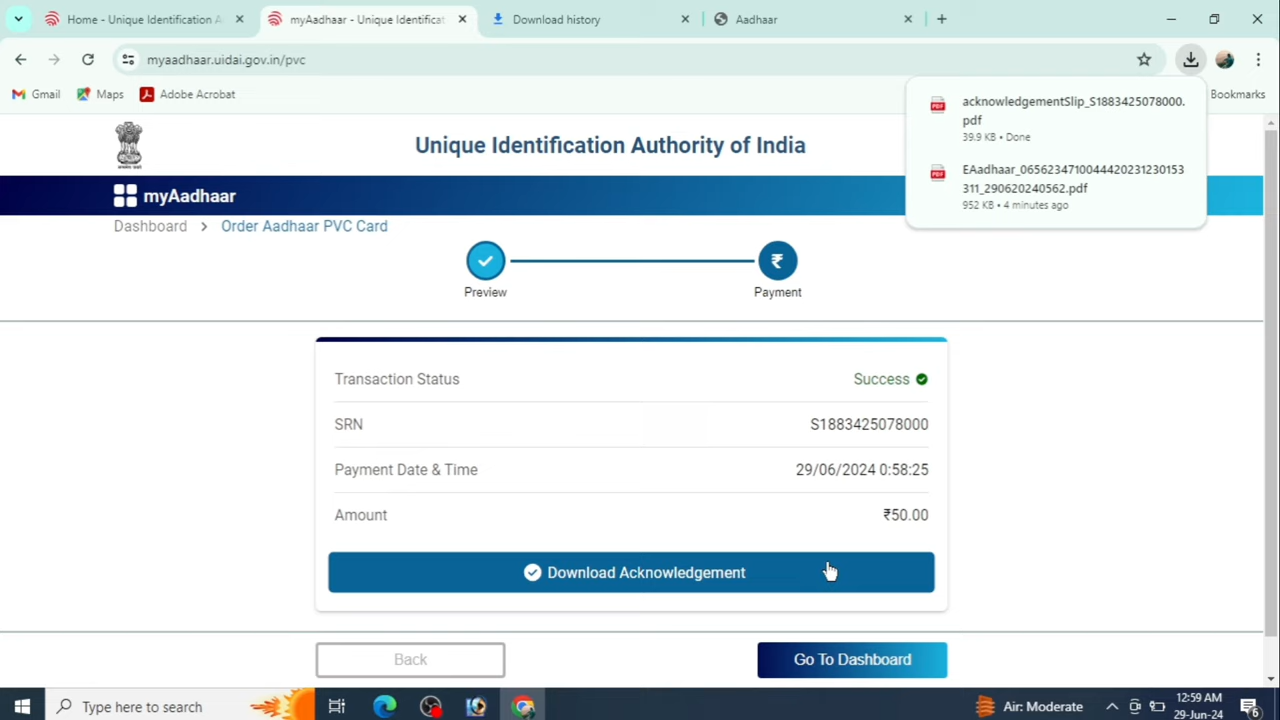 Home - Unique Identification A
myAadhaar - Unique Identificat
Download history
Aadhaar
myaadhaar.uidai.gov.in/pvc
Gmail
Maps
Adobe Acrobat
Bookmarks
acknowledgementSlip_S1883425078000.
pdf
39.9 KB • Done
EAadhaar_0656234710044420231230153
311_290620240562.pdf
952 KB • 4 minutes ago
Unique Identification Authority of India
myAadhaar
Dashboard > Order Aadhaar PVC Card
₹
Preview
Payment
Transaction Status Success
SRN S1883425078000
Payment Date & Time 29/06/2024 0:58:25
Amount ₹50.00
Download Acknowledgement
Back
Go To Dashboard
Type here to search
Air: Moderate
12:59 AM
29-Jun-24
6